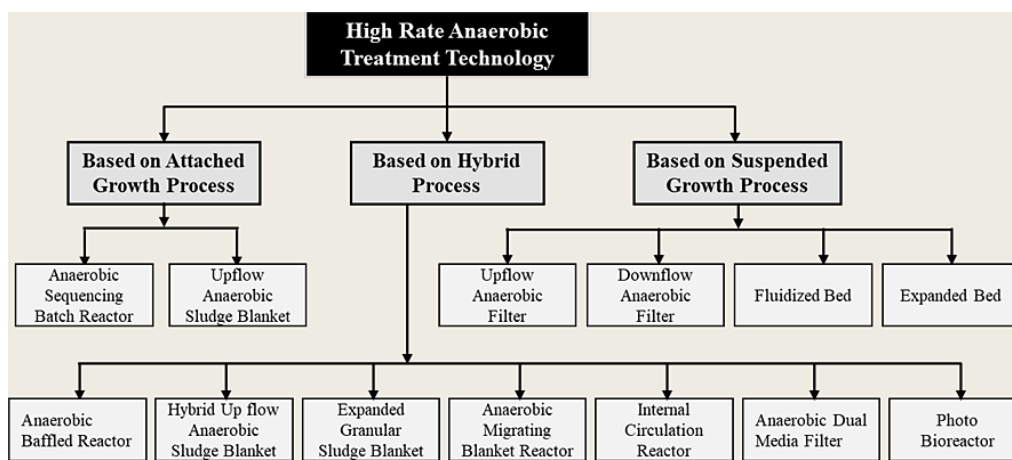 High Rate Anaerobic
Treatment Technology
Based on Attached
Growth Process
Based on Hybrid
Process
Based on Suspended
Growth Process
Anaerobic
Sequencing
Batch Reactor
Upflow
Anaerobic
Sludge Blanket
Upflow
Anaerobic
Filter
Downflow
Anaerobic
Filter
Fluidized Bed
Expanded Bed
Anaerobic
Baffled Reactor
Hybrid Up flow
Anaerobic
Sludge Blanket
Expanded
Granular
Sludge Blanket
Anaerobic
Migrating
Blanket Reactor
Internal
Circulation
Reactor
Anaerobic Dual
Media Filter
Photo
Bioreactor